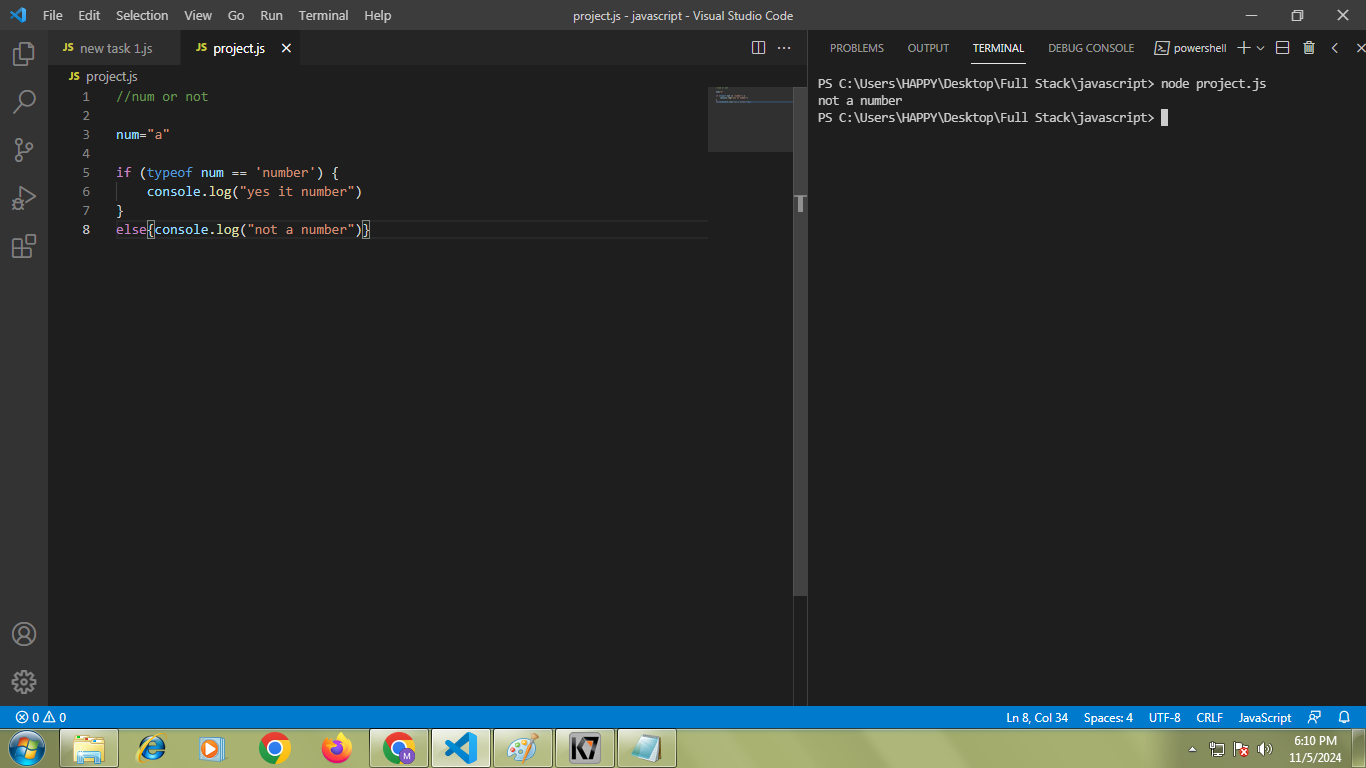 File Edit Selection View Go Run Terminal Help
project.js - javascript - Visual Studio Code
JS new task 1.js
JS project.js
JS project.js
1 //num or not
2
3 num="a"
4
5 if (typeof num == 'number') {
6 console.log("yes it number")
7 }
8 else{console.log("not a number")}
PROBLEMS OUTPUT TERMINAL DEBUG CONSOLE powershell
PS C:\Users\HAPPY\Desktop\Full Stack\javascript> node project.js
not a number
PS C:\Users\HAPPY\Desktop\Full Stack\javascript>
0 0 Ln 8, Col 34 Spaces: 4 UTF-8 CRLF JavaScript
M
K7
6:10 PM
11/5/2024